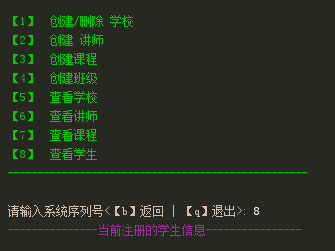 【1】 创建/删除 学校
【2】 创建 讲师
【3】 创建课程
【4】 创建班级
【5】 查看学校
【6】 查看讲师
【7】 查看课程
【8】 查看学生
--------------------------------------------------
请输入系统序列号<【b】返回 | 【q】退出>: 8
---------------当前注册的学生信息----------------